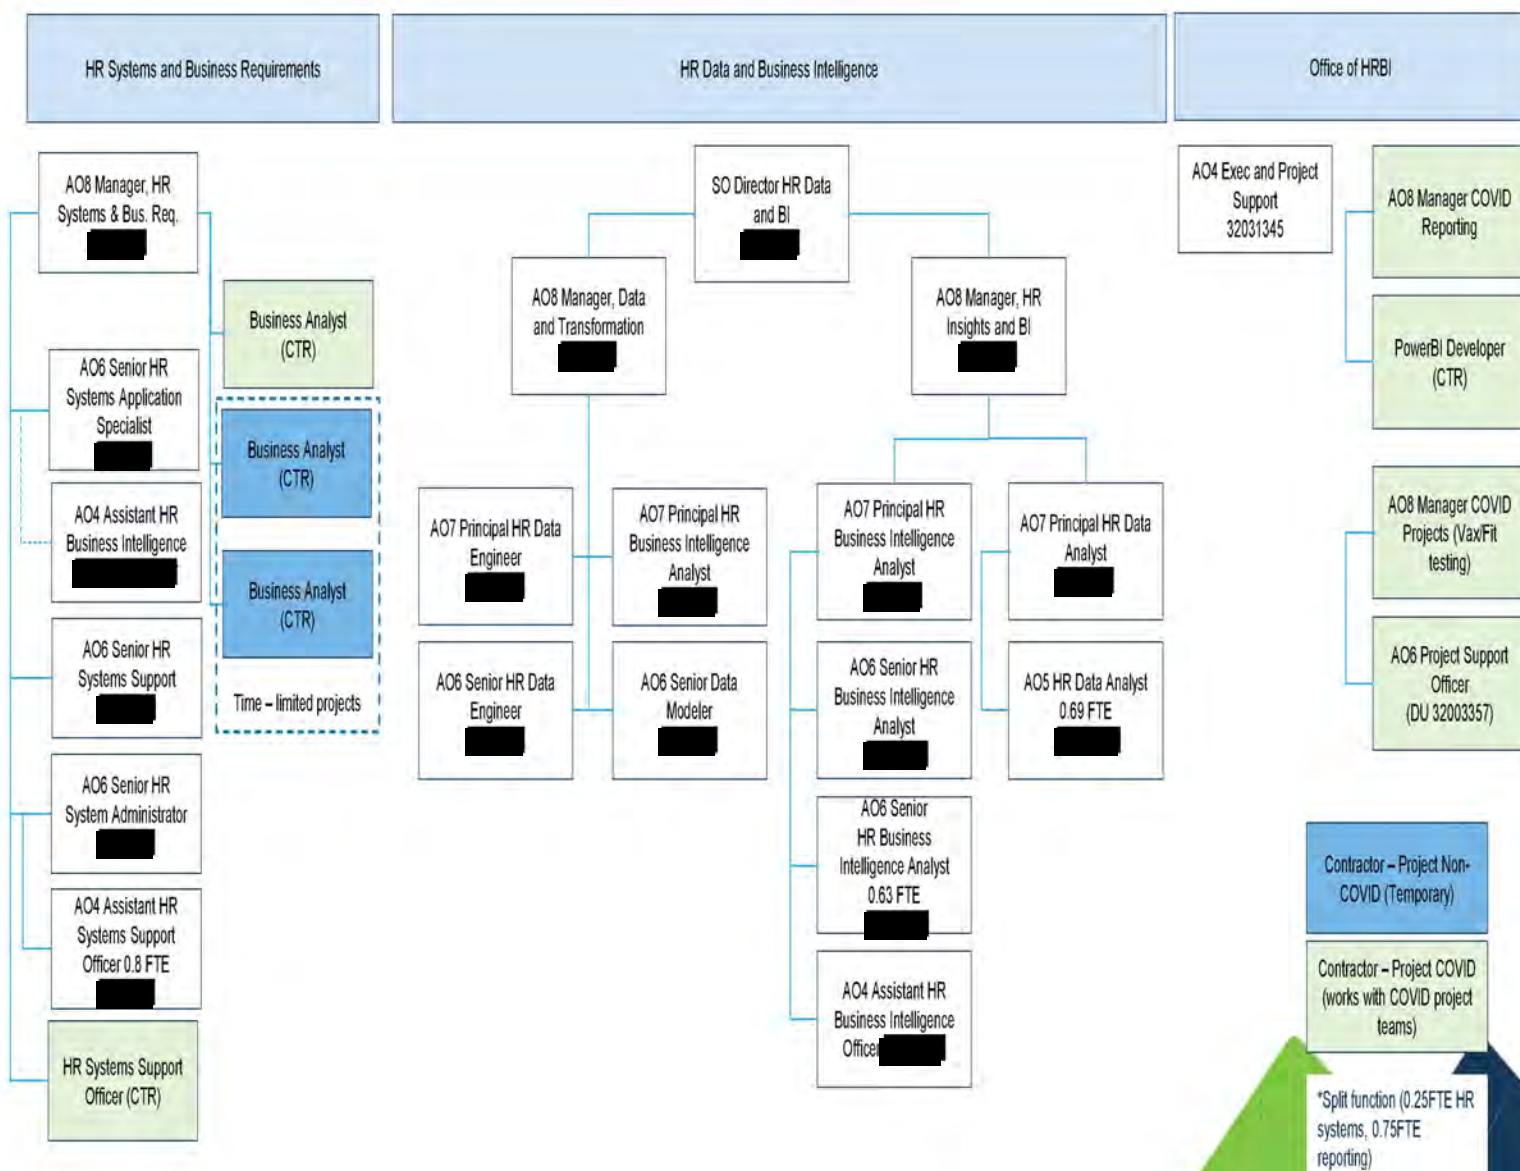 HR Systems and Business Requirements
HR Data and Business Intelligence
Office of HRBI
AO8 Manager, HR
Systems & Bus. Req.
Business Analyst
(CTR)
AO6 Senior HR
Systems Application
Specialist
Business Analyst
(CTR)
AO4 Assistant HR
Business Intelligence
Business Analyst
(CTR)
Time – limited projects
AO6 Senior HR
Systems Support
AO6 Senior HR
System Administrator
AO4 Assistant HR
Systems Support
Officer 0.8 FTE
HR Systems Support
Officer (CTR)
SO Director HR Data
and BI
AO8 Manager, Data
and Transformation
AO8 Manager, HR
Insights and BI
AO7 Principal HR Data
Engineer
AO7 Principal HR
Business Intelligence
Analyst
AO6 Senior HR Data
Engineer
AO6 Senior Data
Modeler
AO7 Principal HR
Business Intelligence
Analyst
AO7 Principal HR Data
Analyst
AO6 Senior HR
Business Intelligence
Analyst
AO5 HR Data Analyst
0.69 FTE
AO6 Senior
HR Business
Intelligence Analyst
0.63 FTE
AO4 Assistant HR
Business Intelligence
Officer
AO4 Exec and Project
Support
32031345
AO8 Manager COVID
Reporting
PowerBI Developer
(CTR)
AO8 Manager COVID
Projects (Vax/Fit
testing)
AO6 Project Support
Officer
(DU 32003357)
Contractor – Project Non-
COVID (Temporary)
Contractor – Project COVID
(works with COVID project
teams)
*Split function (0.25FTE HR
systems, 0.75FTE
reporting)